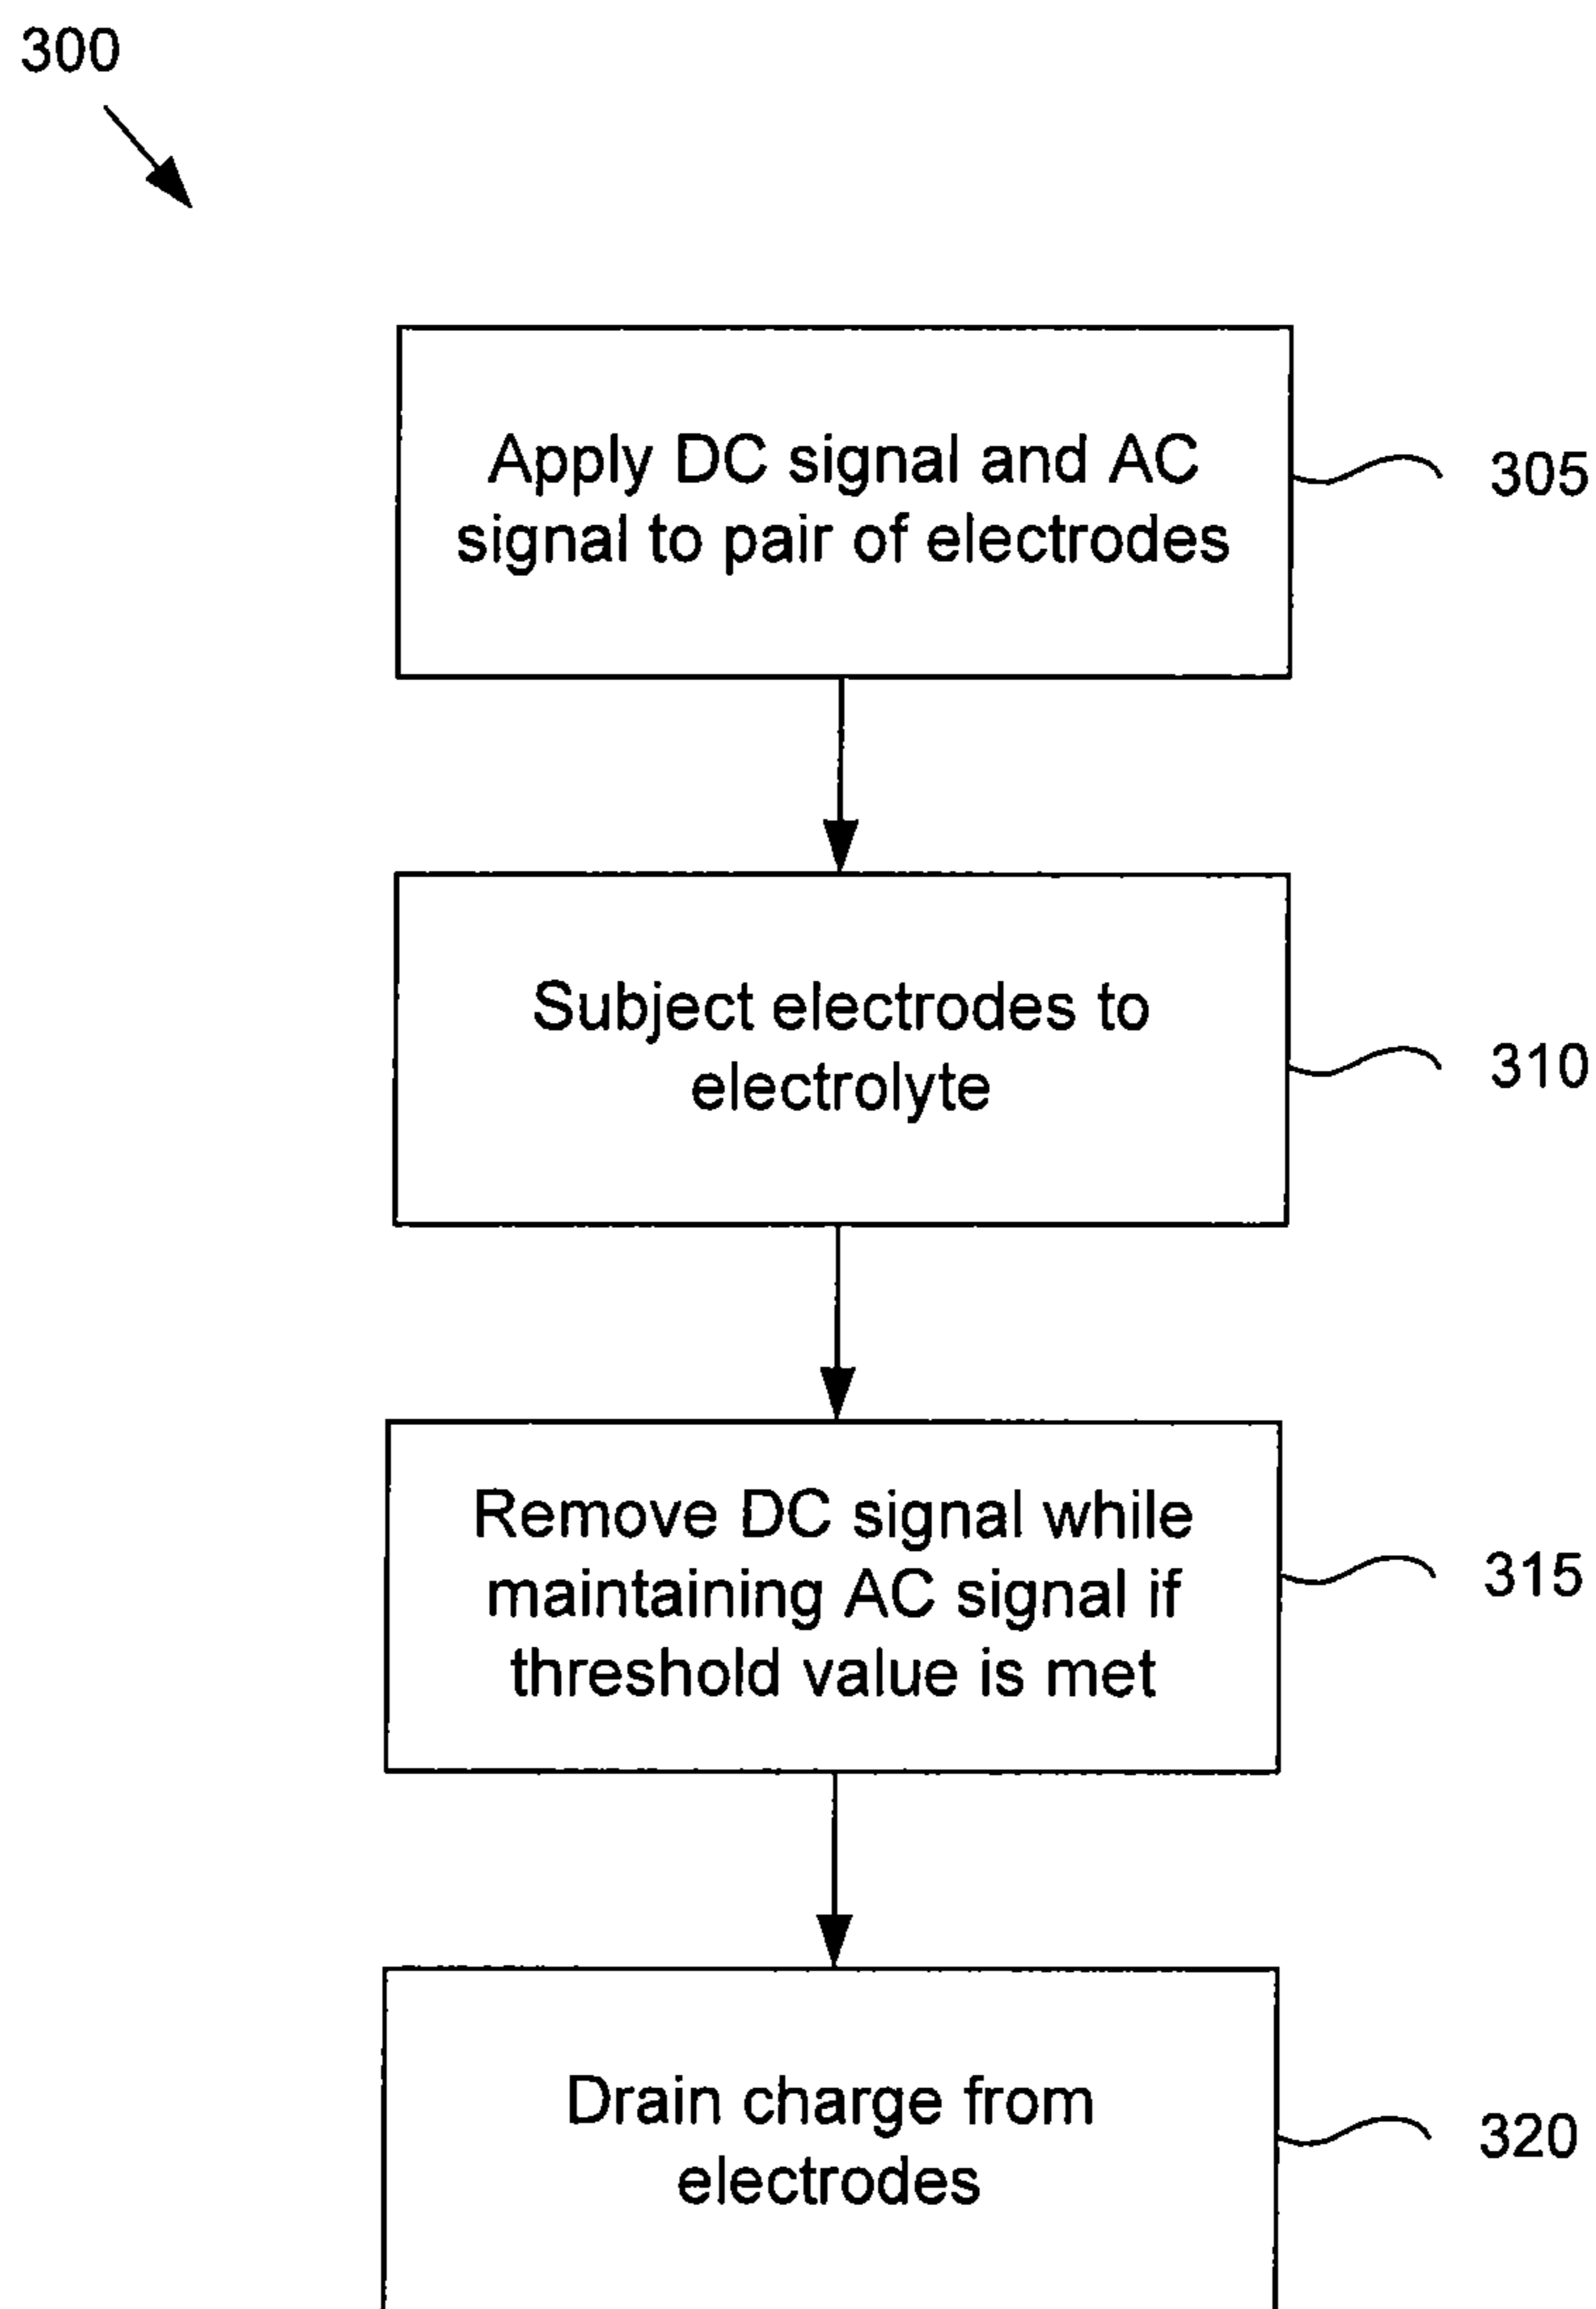 300
Apply DC signal and AC
signal to pair of electrodes
305
Subject electrodes to
electrolyte
310
Remove DC signal while
maintaining AC signal if
threshold value is met
315
Drain charge from
electrodes
320